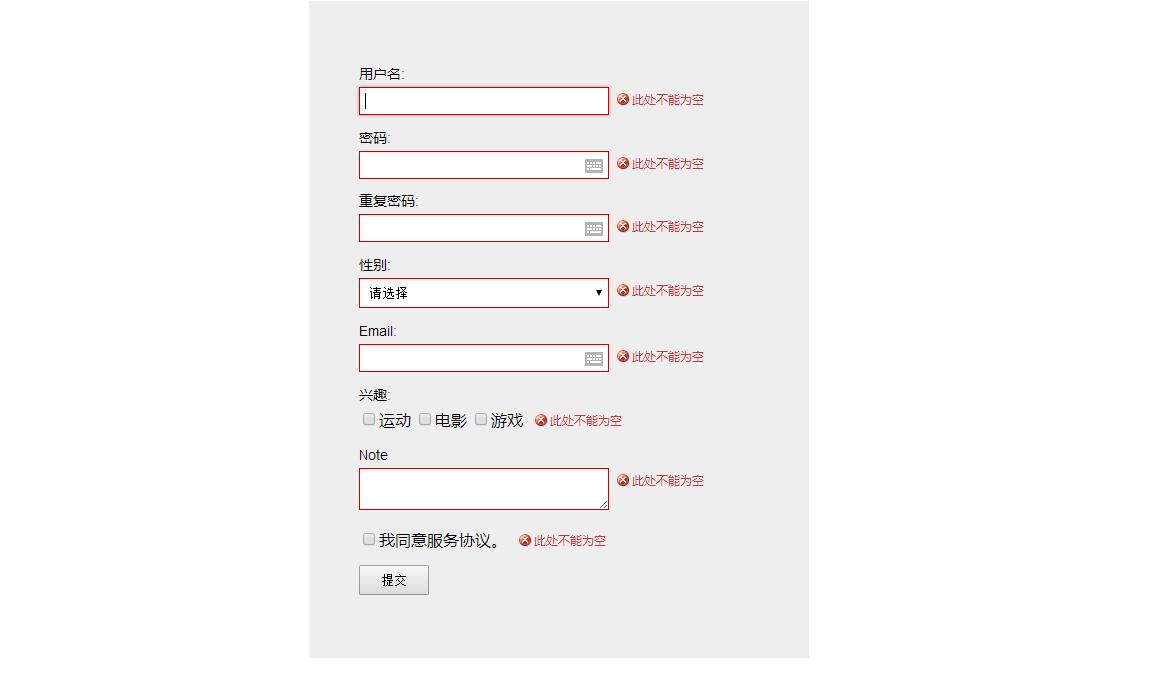 用户名:
此处不能为空
密码:
此处不能为空
重复密码:
此处不能为空
性别:
请选择 此处不能为空
Email:
此处不能为空
兴趣:
运动 电影 游戏 此处不能为空
Note
此处不能为空
我同意服务协议。 此处不能为空
提交